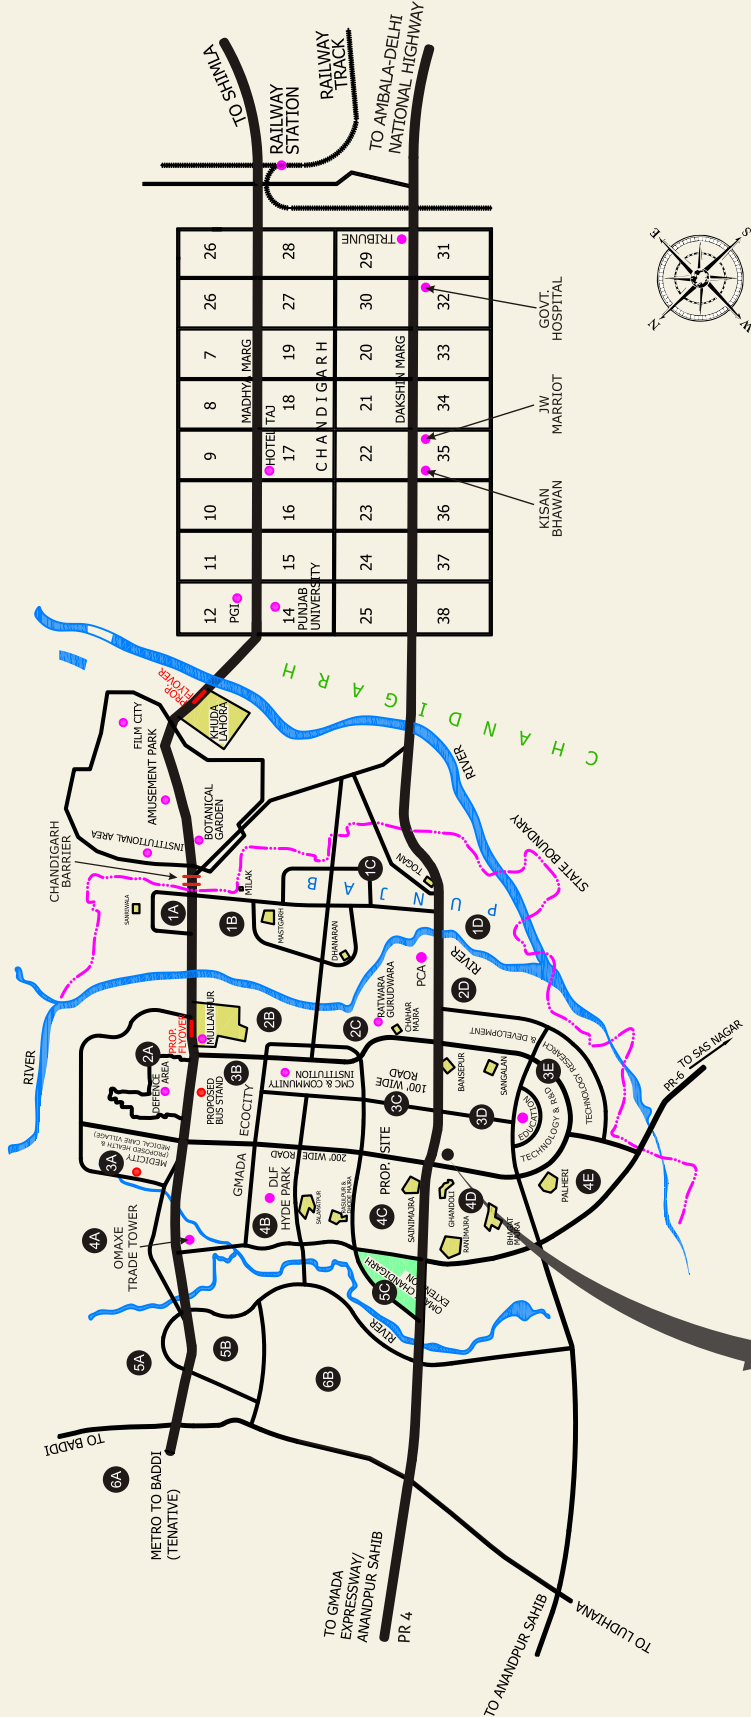 TO SHIMLA
RAILWAY
STATION
RAILWAY
TRACK
TO AMBALA-DELHI
NATIONAL HIGHWAY
26
28
29
TRIBUNE
31
26
27
30
32
7
19
20
33
8
18
21
34
9
17
22
35
10
16
23
36
11
15
24
37
12
14
25
38
MADHYA MARG
CHANDIGARH
DAKSHIN MARG
HOTEL TAJ
PGI
PUNJAB
UNIVERSITY
GOVT.
HOSPITAL
JW
MARRIOT
KISAN
BHAWAN
N
E
S
W
PROP.
FLYOVER
KHUDA
LAHORA
CHANDIGARH
FILM CITY
AMUSEMENT PARK
BOTANICAL
GARDEN
INSTITUTIONAL AREA
CHANDIGARH
BARRIER
RIVER
STATE BOUNDARY
MILAK
TOGAN
PUNJAB
1A
1B
1C
1D
MASTGARH
DHANARAN
RIVER
RIVER
PCA
RATWARA
GURUDWARA
CHAHAR
MAJRA
2A
2B
2C
2D
PROP.
FLYOVER
MULLANPUR
DEFENCE
AREA
PROPOSED
BUS STAND
3B
ECOCITY
GMADA
CMC & COMMUNITY
INSTITUTION
100' WIDE
ROAD
3C
3D
3E
BANSEPUR
SANGALAN
TECHNOLOGY RESEARCH
& DEVELOPMENT
TECHNOLOGY & R&D
EDUCATION
3A
MEDICITY
(PROPOSED HEALTH &
MEDICAL CARE VILLAGE)
200' WIDE ROAD
PROP. SITE
DLF
HYDE PARK
SALAMATPUR
4A
OMAXE
TRADE TOWER
4B
4C
4D
4E
SAINIMAJRA
GHANDOLI
RANIMAJRA
BHARAT
MAJRA
PALHERI
PR-6
TO SAS NAGAR
5A
5B
5C
OMAXE CHANDIGARH
EXTENTION
RIVER
6A
6B
TO BADDI
METRO TO BADDI
(TENATIVE)
TO GMADA
EXPRESSWAY/
ANANDPUR SAHIB
PR 4
TO ANANDPUR SAHIB
TO LUDHIANA